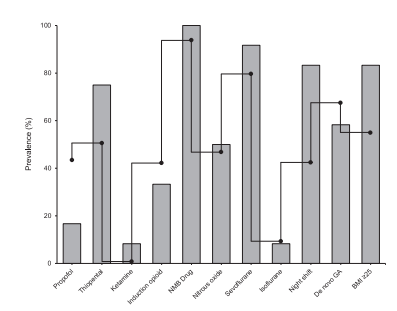 100
80
60
40
20
0
Prevalence (%)
Propofol
Thiopental
Ketamine
Induction opioid
NMB Drug
Nitrous oxide
Sevoflurane
Isoflurane
Night shift
De novo GA
BMI ≥25